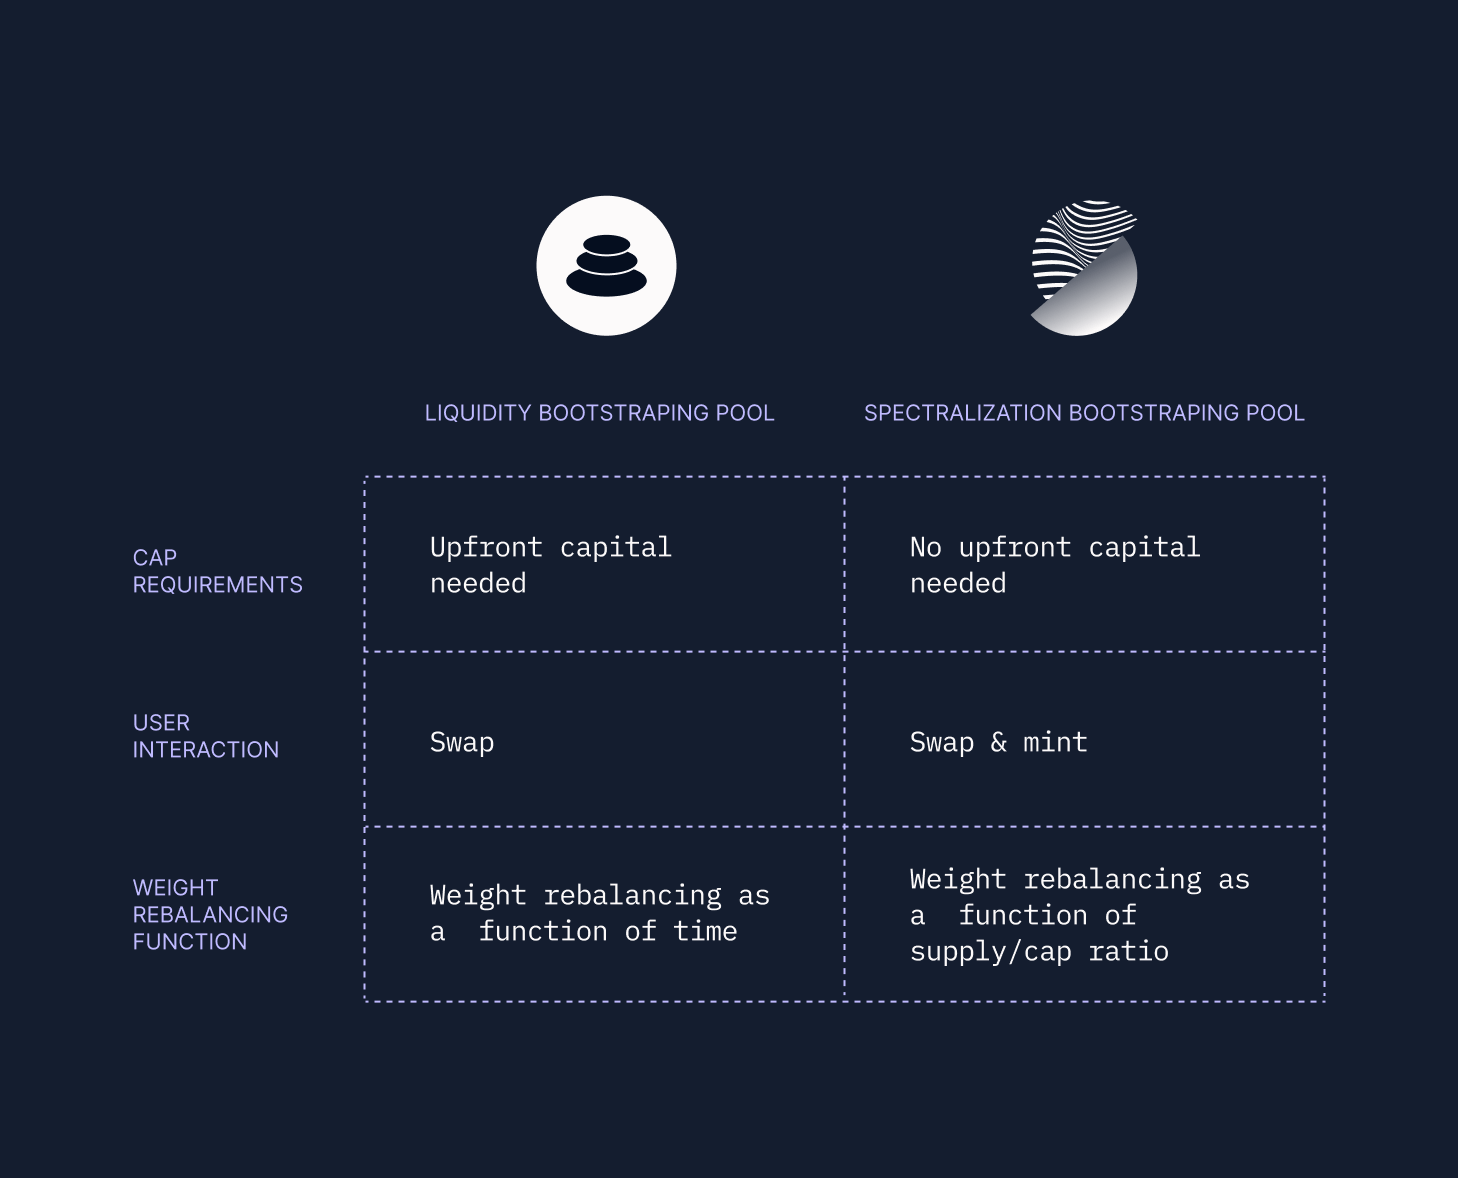 LIQUIDITY BOOTSTRAPING POOL
SPECTRALIZATION BOOTSTRAPING POOL
CAP
REQUIREMENTS
Upfront capital
needed
No upfront capital
needed
USER
INTERACTION
Swap
Swap & mint
WEIGHT
REBALANCING
FUNCTION
Weight rebalancing as
a  function of time
Weight rebalancing as
a  function of
supply/cap ratio